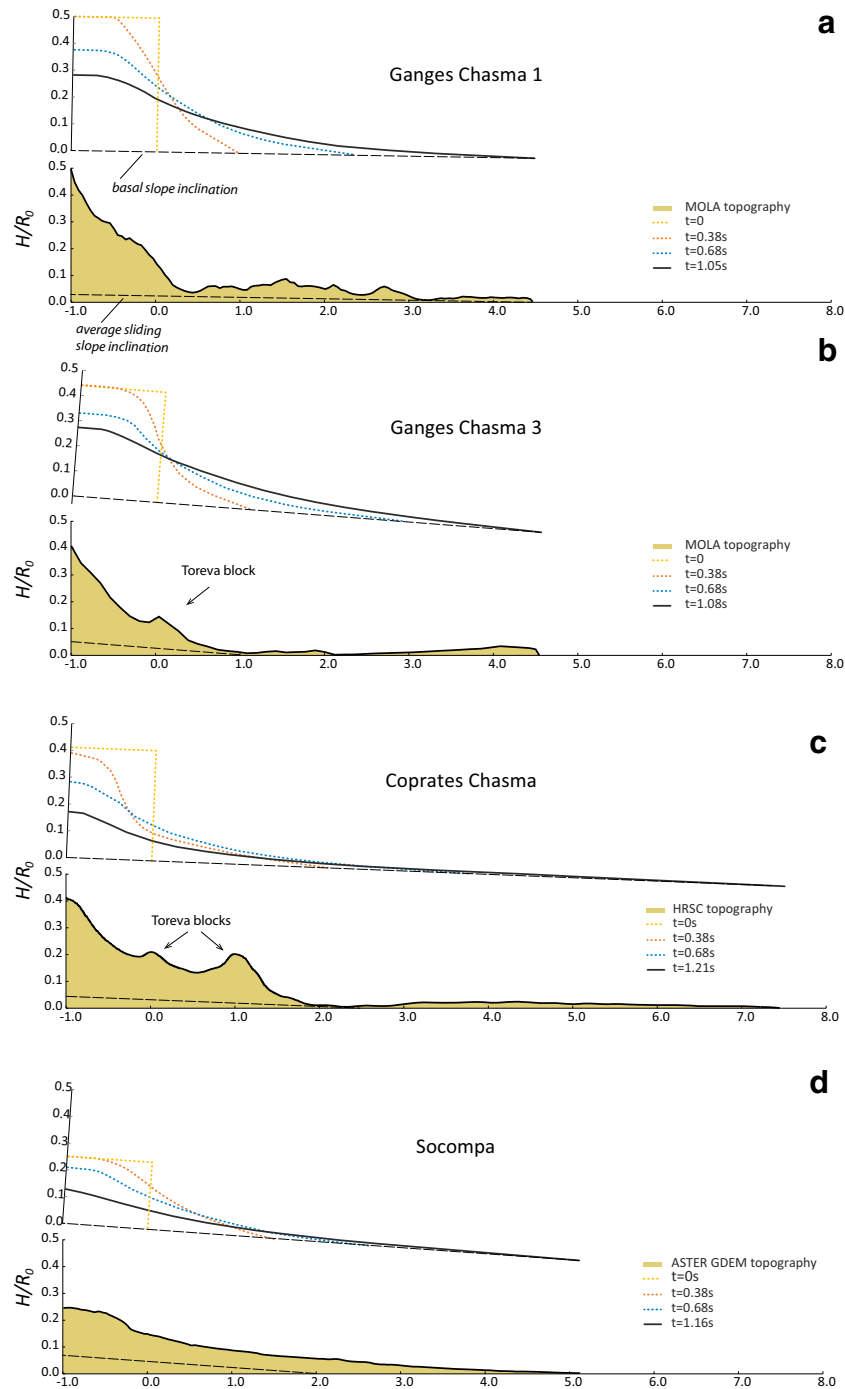 a
0.5
Ganges Chasma 1
0.4
0.3
0.2
0.1
0.0
basal slope inclination
H/R0
0.5
0.4
0.3
0.2
0.1
0.0
MOLA topography
t=0
t=0.38s
t=0.68s
t=1.05s
-1.0 0.0 1.0 2.0 3.0 4.0 5.0 6.0 7.0 8.0
average sliding
slope inclination
b
0.5
0.4
Ganges Chasma 3
0.3
0.2
0.1
0.0
H/R0
0.5
0.4
0.3
0.2
0.1
0.0
Toreva block
MOLA topography
t=0
t=0.38s
t=0.68s
t=1.08s
-1.0 0.0 1.0 2.0 3.0 4.0 5.0 6.0 7.0 8.0
c
0.5
0.4
Coprates Chasma
0.3
0.2
0.1
0.0
H/R0
0.5
0.4
0.3
0.2
0.1
0.0
Toreva blocks
HRSC topography
t=0s
t=0.38s
t=0.68s
t=1.21s
-1.0 0.0 1.0 2.0 3.0 4.0 5.0 6.0 7.0 8.0
d
0.5
0.4
Socompa
0.3
0.2
0.1
0.0
H/R0
0.5
0.4
0.3
0.2
0.1
0.0
ASTER GDEM topography
t=0s
t=0.38s
t=0.68s
t=1.16s
-1.0 0.0 1.0 2.0 3.0 4.0 5.0 6.0 7.0 8.0